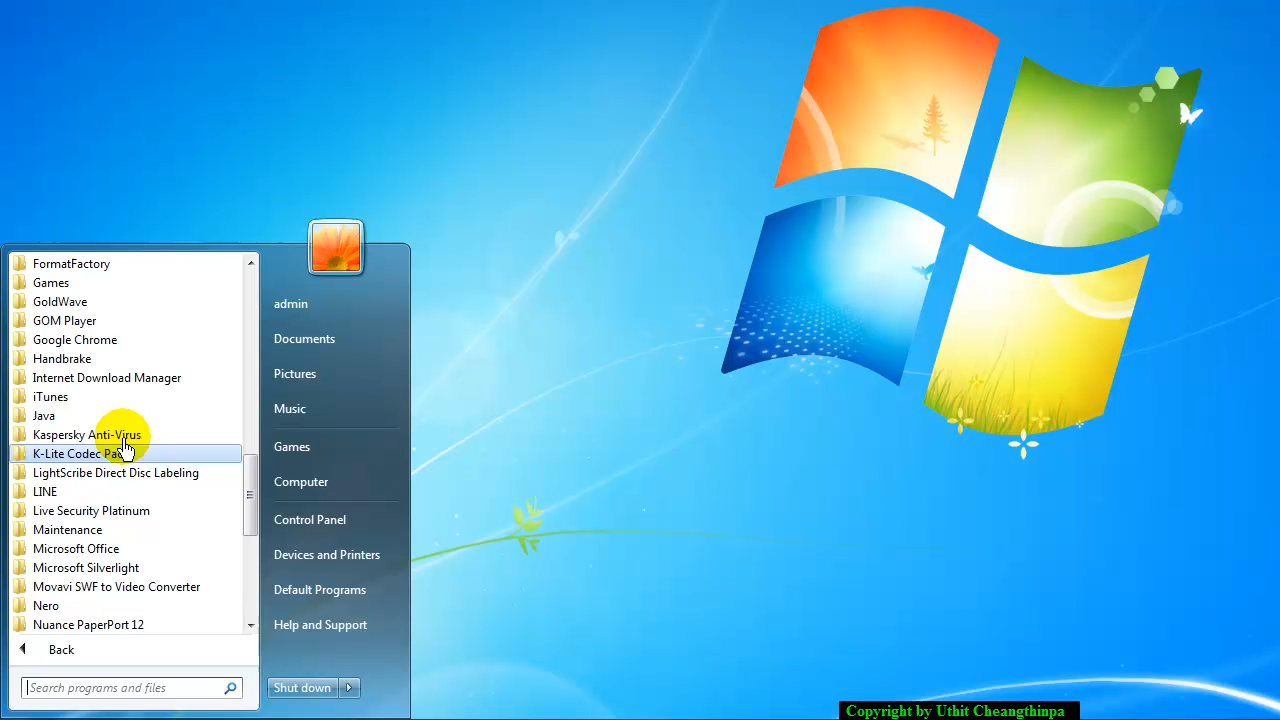 FormatFactory
Games
GoldWave
GOM Player
Google Chrome
Handbrake
Internet Download Manager
iTunes
Java
Kaspersky Anti-Virus
K-Lite Codec
LightScribe Direct Disc Labeling
LINE
Live Security Platinum
Maintenance
Microsoft Office
Microsoft Silverlight
Movavi SWF to Video Converter
Nero
Nuance PaperPort 12
Back
Search programs and files
admin
Documents
Pictures
Music
Games
Computer
Control Panel
Devices and Printers
Default Programs
Help and Support
Shut down
Copyright by Uthit Cheangthinpa